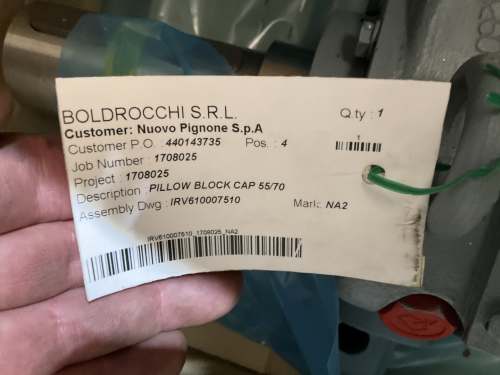 BOLDROCCHI S.R.L. Q.ty : 1
Customer: Nuovo Pignone S.p.A
Customer P.O. 440143735 Pos. : 4
1
Job Number : 1708025
Project : 1708025
Description : PILLOW BLOCK CAP 55/70
Assembly Dwg : IRV610007510 Mark: NA2
IRV610007510_1708025_NA2